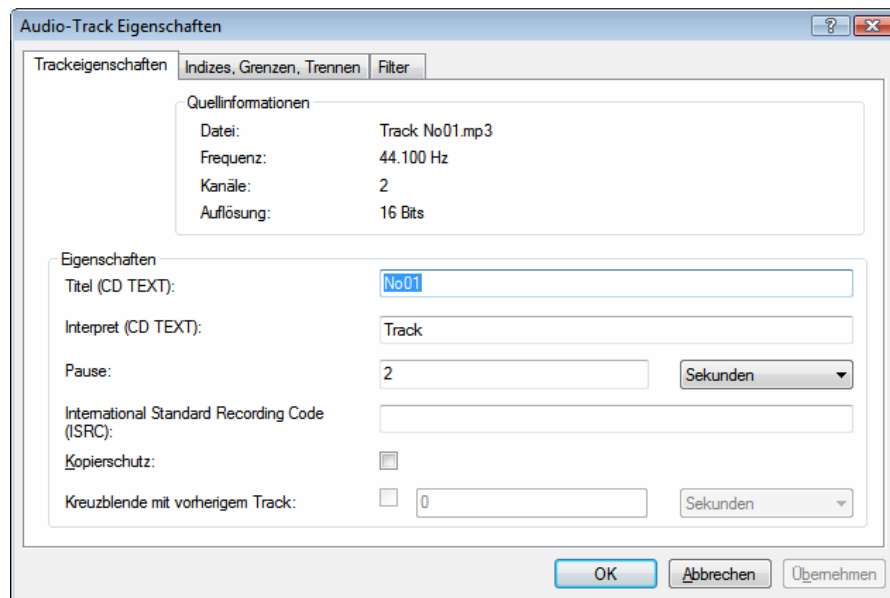 Audio-Track Eigenschaften
Trackeigenschaften Indizes, Grenzen, Trennen Filter
Quellinformationen
Datei: Track No01.mp3
Frequenz: 44.100 Hz
Kanäle: 2
Auflösung: 16 Bits
Eigenschaften
Titel (CD TEXT): No01
Interpret (CD TEXT): Track
Pause: 2 Sekunden
International Standard Recording Code
(ISRC):
Kopierschutz:
Kreuzblende mit vorherigem Track: 0 Sekunden
OK Abbrechen Übernehmen